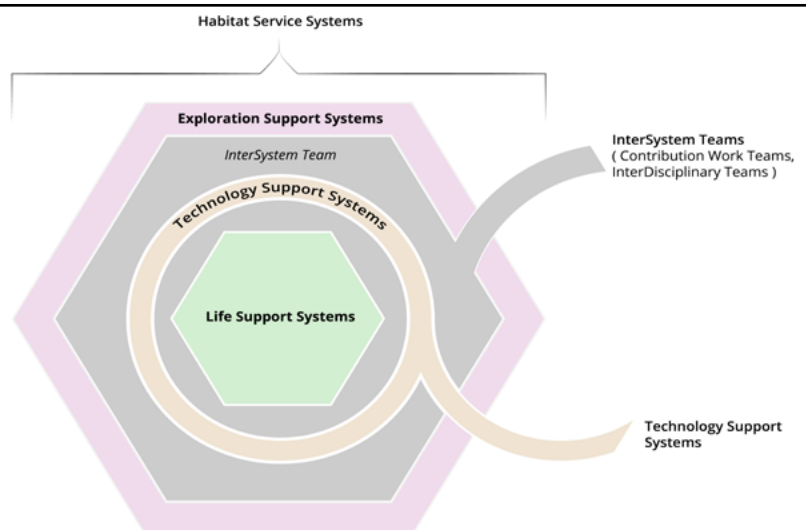 Habitat Service Systems
Exploration Support Systems
InterSystem Team
Technology Support Systems
Life Support Systems
InterSystem Teams
( Contribution Work Teams,
InterDisciplinary Teams )
Technology Support
Systems